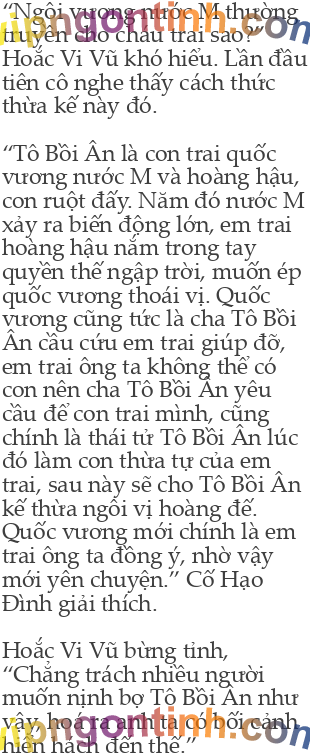 “Ngôi vương nước M thường
truyền cho cháu trai sao?”
Hoắc Vi Vũ khó hiểu. Lần đầu
tiên cô nghe thấy cách thức
thừa kế này đó.
“Tô Bồi Ân là con trai quốc
vương nước M và hoàng hậu,
con ruột đấy. Năm đó nước M
xảy ra biến động lớn, em trai
hoàng hậu nắm trong tay
quyền thế ngập trời, muốn ép
quốc vương thoái vị. Quốc
vương cũng tức là cha Tô Bồi
Ân cầu cứu em trai giúp đỡ,
em trai ông ta không thể có
con nên cha Tô Bồi Ân yêu
cầu để con trai mình, cũng
chính là thái tử Tô Bồi Ân lúc
đó làm con thừa tự của em
trai, sau này sẽ cho Tô Bồi Ân
kế thừa ngôi vị hoàng đế.
Quốc vương mới chính là em
trai ông ta đồng ý, nhờ vậy
mới yên chuyện.” Cố Hạo
Đình giải thích.
Hoắc Vi Vũ bừng tỉnh,
“Chẳng trách nhiều người
muốn nịnh bợ Tô Bồi Ân như
vậy, hoá ra anh ta có bối cảnh
hiển hách đến thế.”
vipngontinh.com
vipngontinh.com